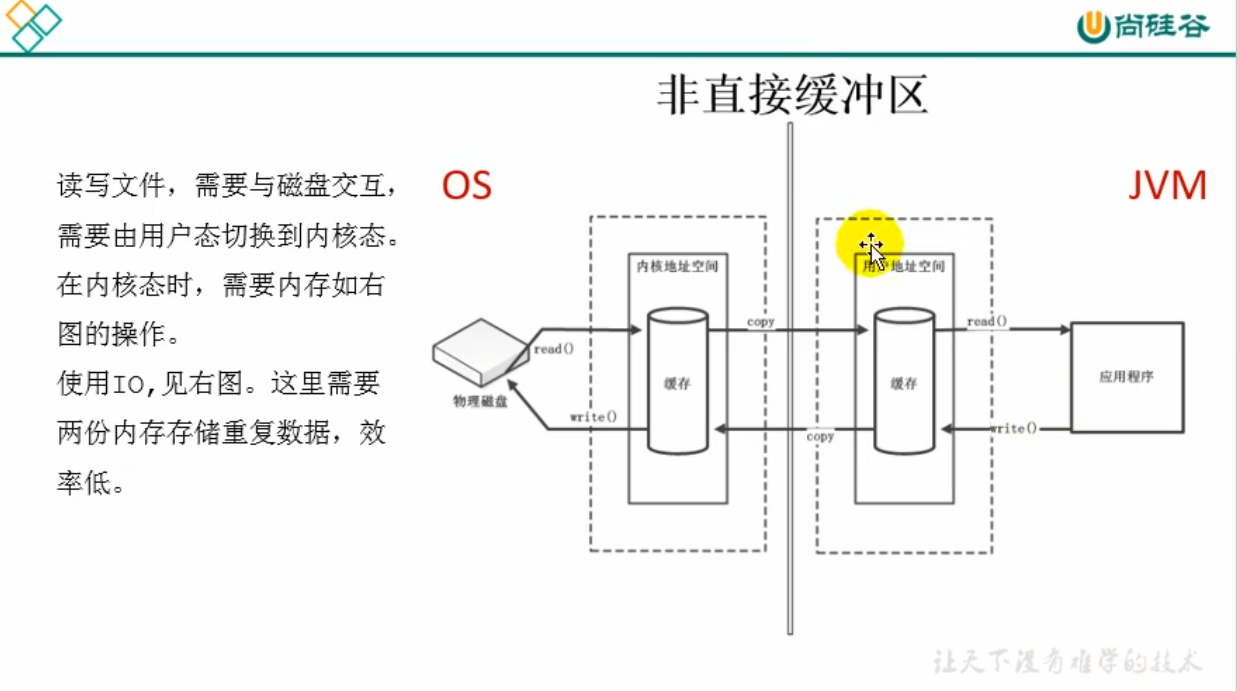 尚硅谷
非直接缓冲区
读写文件，需要与磁盘交互，
需要由用户态切换到内核态。
在内核态时，需要内存如右
图的操作。
使用IO,见右图。这里需要
两份内存存储重复数据，效
率低。
OS
JVM
内核地址空间
用户地址空间
copy
read()
read()
物理磁盘
缓存
缓存
应用程序
write()
copy
write()
让天下没有难学的技术